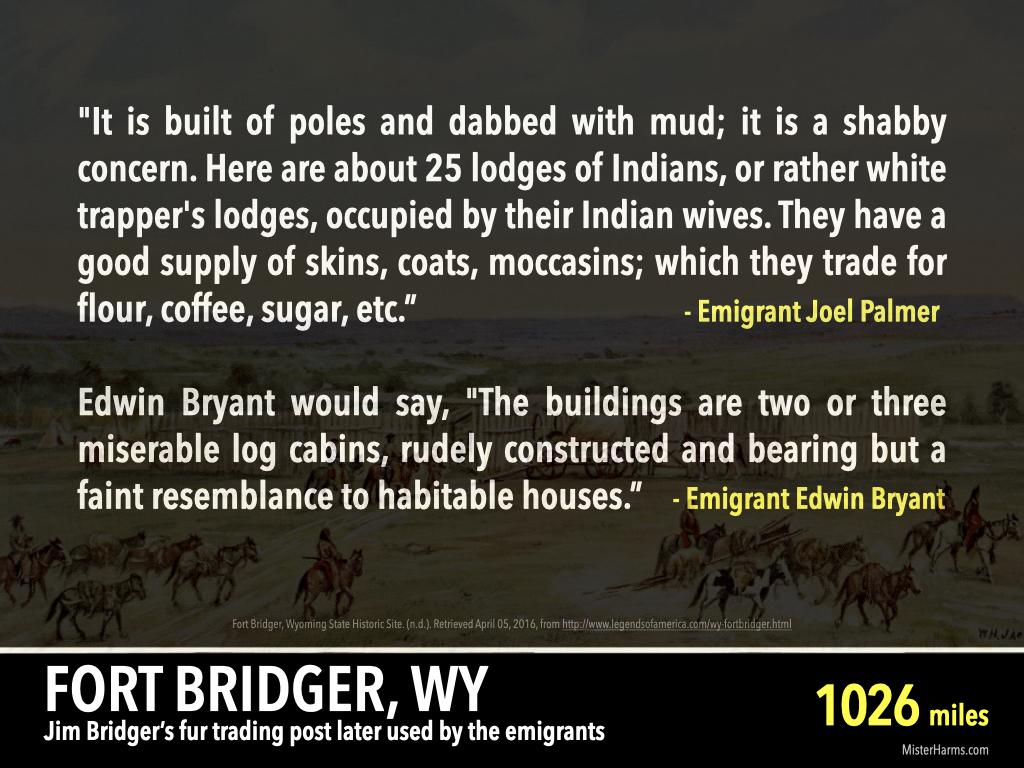 "It is built of poles and dabbed with mud; it is a shabby
concern. Here are about 25 lodges of Indians, or rather white
trapper's lodges, occupied by their Indian wives. They have a
good supply of skins, coats, moccasins; which they trade for
flour, coffee, sugar, etc.” - Emigrant Joel Palmer
Edwin Bryant would say, "The buildings are two or three
miserable log cabins, rudely constructed and bearing but a
faint resemblance to habitable houses.” - Emigrant Edwin Bryant
Fort Bridger, Wyoming State Historic Site. (n.d.). Retrieved April 05, 2016, from http://www.legendsofamerica.com/wy-fortbridger.html
FORT BRIDGER, WY
Jim Bridger’s fur trading post later used by the emigrants
1026 miles
MisterHarms.com